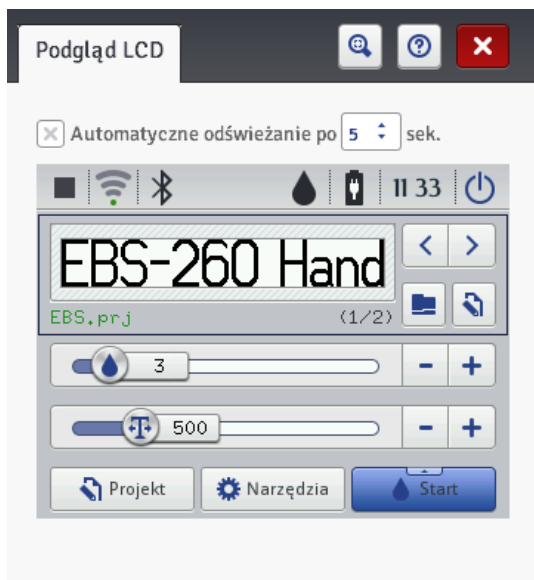 Podgląd LCD
Automatyczne odświeżanie po 5 sek.
11 33
EBS-260 Hand
EBS.prj (1/2)
3
500
Projekt Narzędzia Start